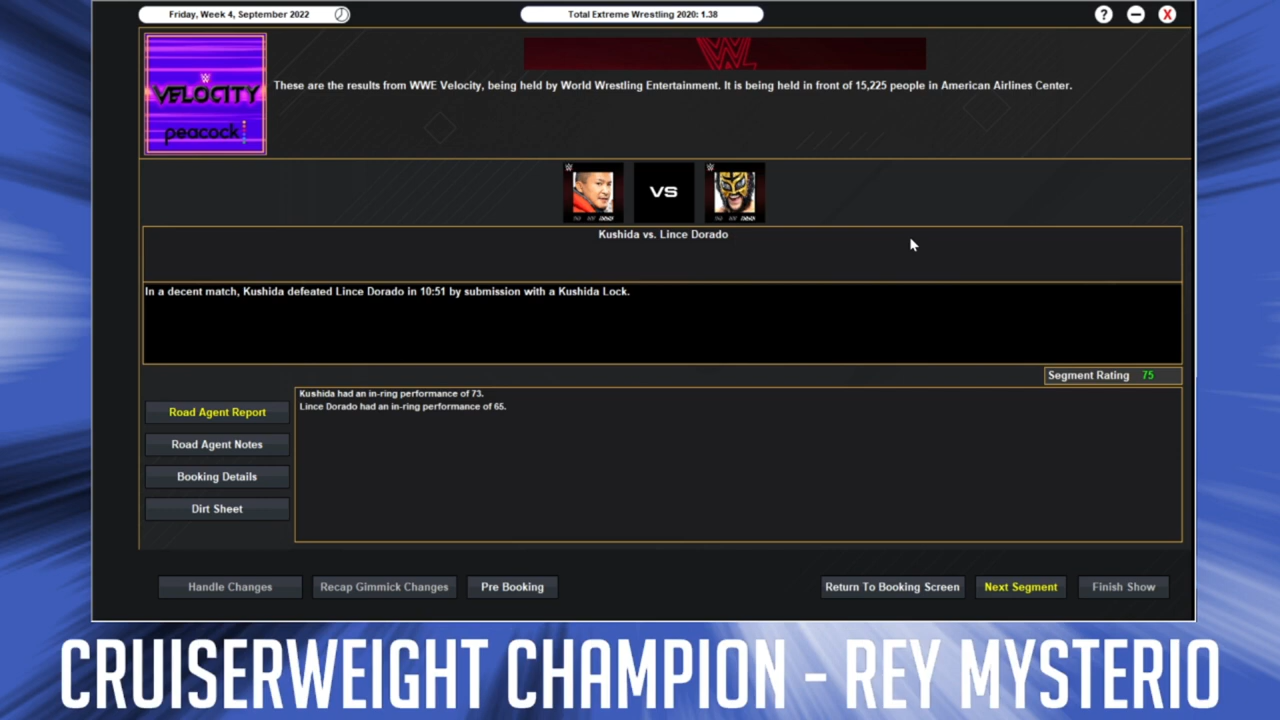 Friday, Week 4, September 2022
Total Extreme Wrestling 2020: 1.38
?
X
VELOCITY
peacock
These are the results from WWE Velocity, being held by World Wrestling Entertainment. It is being held in front of 15,225 people in American Airlines Center.
VS
Kushida vs. Lince Dorado
In a decent match, Kushida defeated Lince Dorado in 10:51 by submission with a Kushida Lock.
Segment Rating 75
Kushida had an in-ring performance of 73.
Lince Dorado had an in-ring performance of 65.
Road Agent Report
Road Agent Notes
Booking Details
Dirt Sheet
Handle Changes
Recap Gimmick Changes
Pre Booking
Return To Booking Screen
Next Segment
Finish Show
CRUISERWEIGHT CHAMPION - REY MYSTERIO